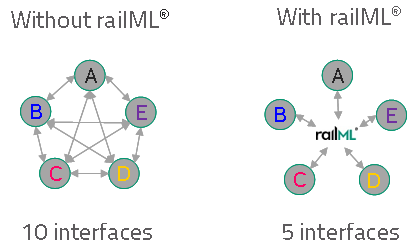 Without railML®
With railML®
A
B
E
C
D
A
B
E
railML®
C
D
10 interfaces
5 interfaces